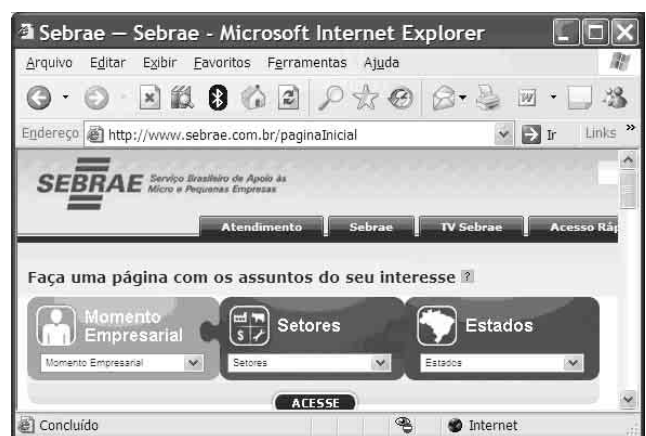 Sebrae — Sebrae - Microsoft Internet Explorer
Arquivo Editar Exibir Favoritos Ferramentas Ajuda
Endereço http://www.sebrae.com.br/paginaInicial Ir Links »
SEBRAE Serviço Brasileiro de Apoio às
Micro e Pequenas Empresas
Atendimento Sebrae TV Sebrae Acesso Ráp
Faça uma página com os assuntos do seu interesse ?
Momento
Empresarial
Setores
Estados
Momento Empresarial Setores Estados
ACESSE
Concluído Internet